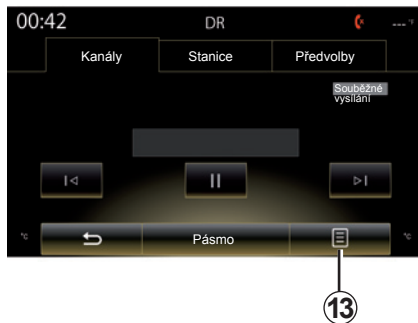 00:42 DR --- °F
Kanály Stanice Předvolby
Souběžné
vysílání
°C Pásmo °C
13